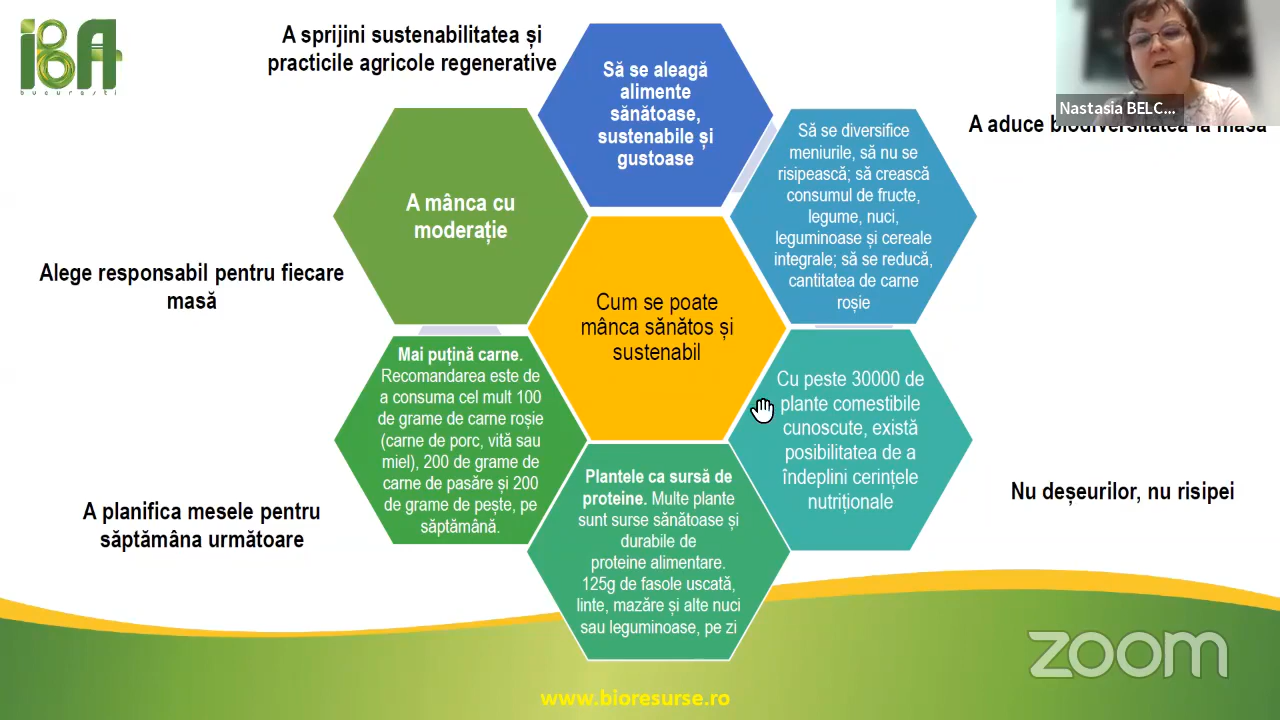 IBA
bucuresti
A sprijini sustenabilitatea și
practicile agricole regenerative
Să se aleagă
alimente
sănătoase,
sustenabile și
gustoase
Nastasia BELC...
A aduce biodiversitatea la masă
Să se diversifice
meniurile, să nu se
risipească; să crească
consumul de fructe,
legume, nuci,
leguminoase și cereale
integrale; să se reducă,
cantitatea de carne
roșie
A mânca cu
moderație
Alege responsabil pentru fiecare
masă
Cum se poate
mânca sănătos și
sustenabil
Mai puțină carne.
Recomandarea este de
a consuma cel mult 100
de grame de carne roșie
(carne de porc, vită sau
miel), 200 de grame de
carne de pasăre și 200
de grame de pește, pe
săptămână.
Cu peste 30000 de
plante comestibile
cunoscute, există
posibilitatea de a
îndeplini cerințele
nutriționale
Plantele ca sursă de
proteine. Multe plante
sunt surse sănătoase și
durabile de
proteine alimentare.
125g de fasole uscată,
linte, mazăre și alte nuci
sau leguminoase, pe zi
Nu deșeurilor, nu risipei
A planifica mesele pentru
săptămâna următoare
zoom
www.bioresurse.ro